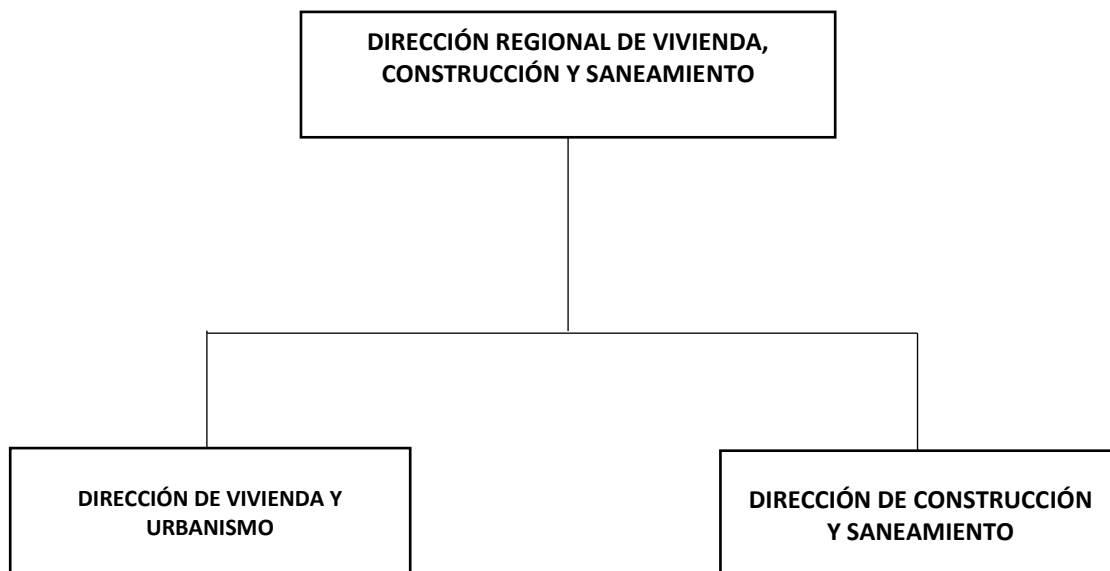 DIRECCIÓN REGIONAL DE VIVIENDA,
CONSTRUCCIÓN Y SANEAMIENTO
DIRECCIÓN DE VIVIENDA Y
URBANISMO
DIRECCIÓN DE CONSTRUCCIÓN
Y SANEAMIENTO